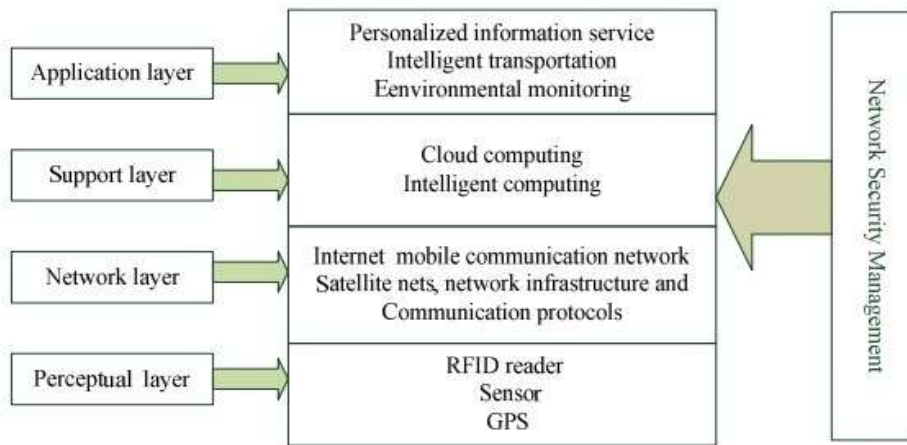 Application layer
Personalized information service
Intelligent transportation
Eenvironmental monitoring
Support layer
Cloud computing
Intelligent computing
Network layer
Internet mobile communication network
Satellite nets, network infrastructure and
Communication protocols
Perceptual layer
RFID reader
Sensor
GPS
Network Security Management